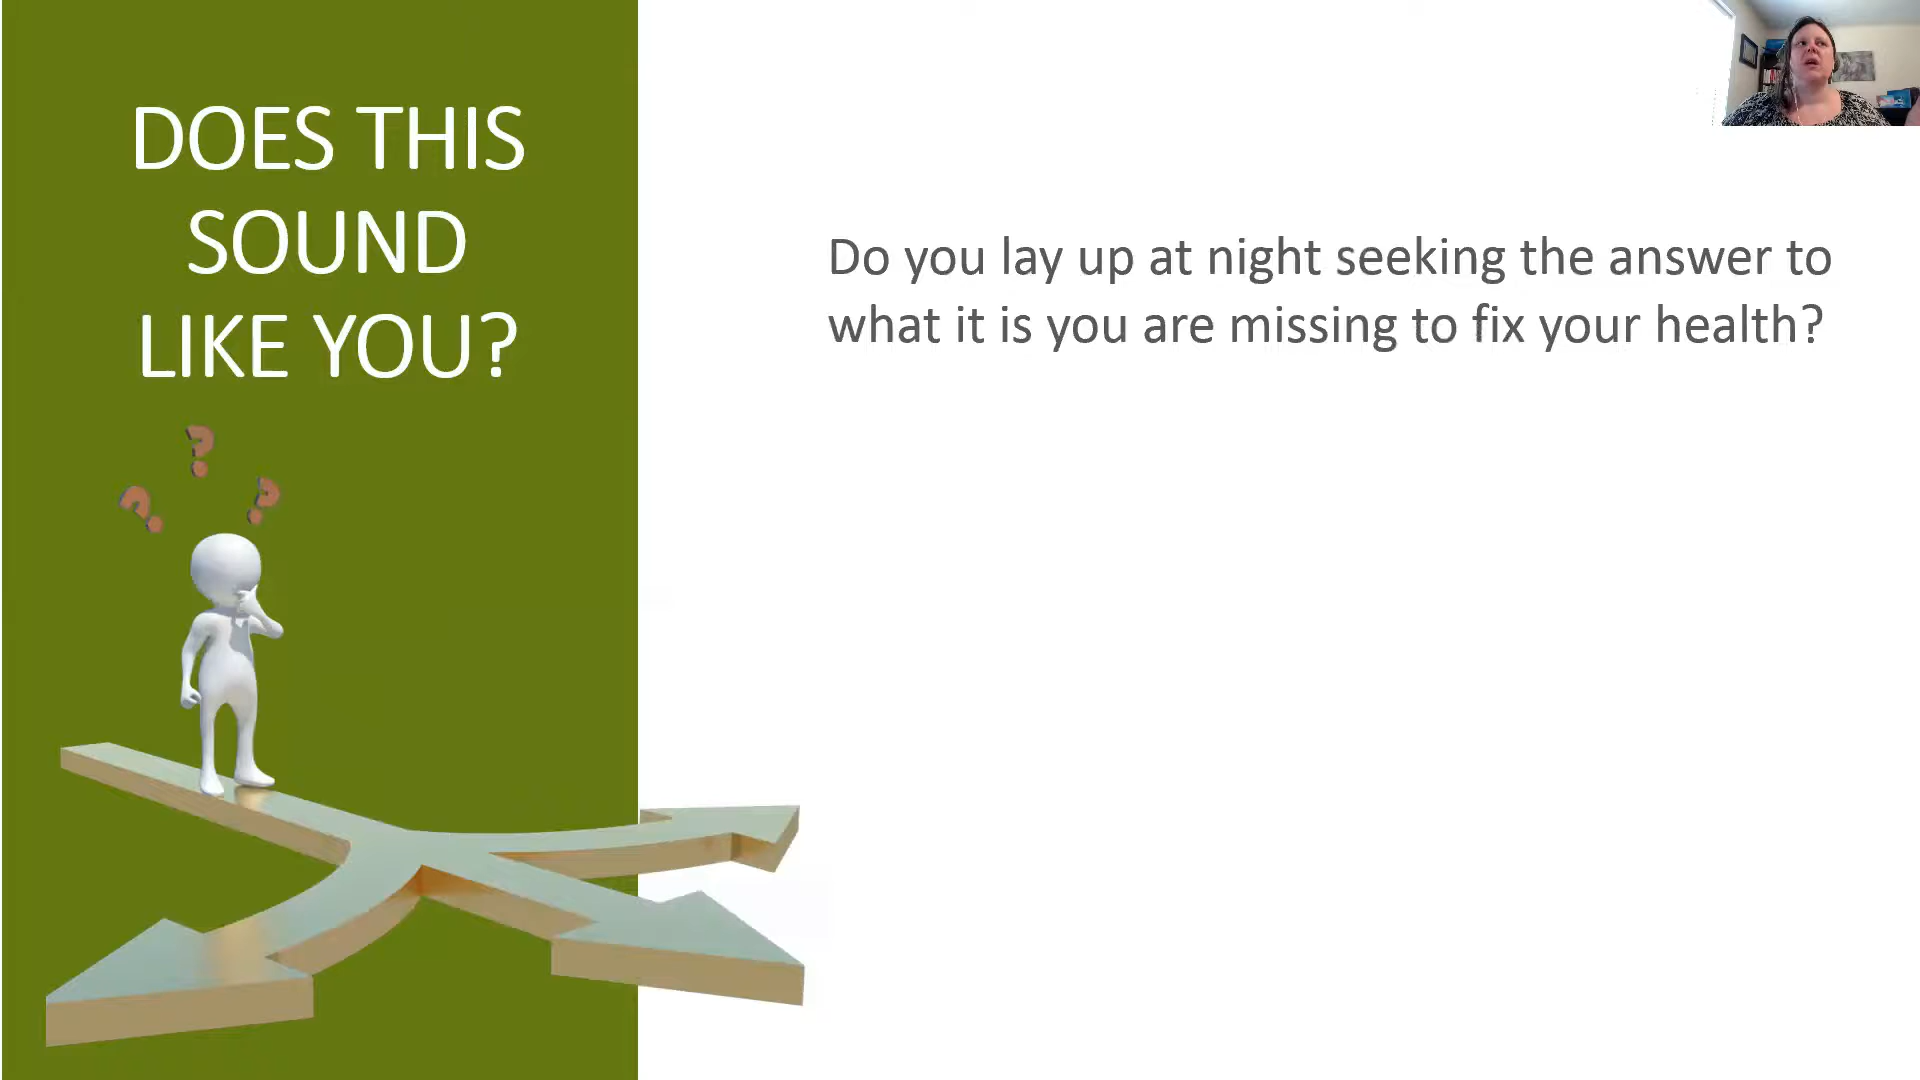 DOES THIS
SOUND
LIKE YOU?
Do you lay up at night seeking the answer to
what it is you are missing to fix your health?
? ? ?